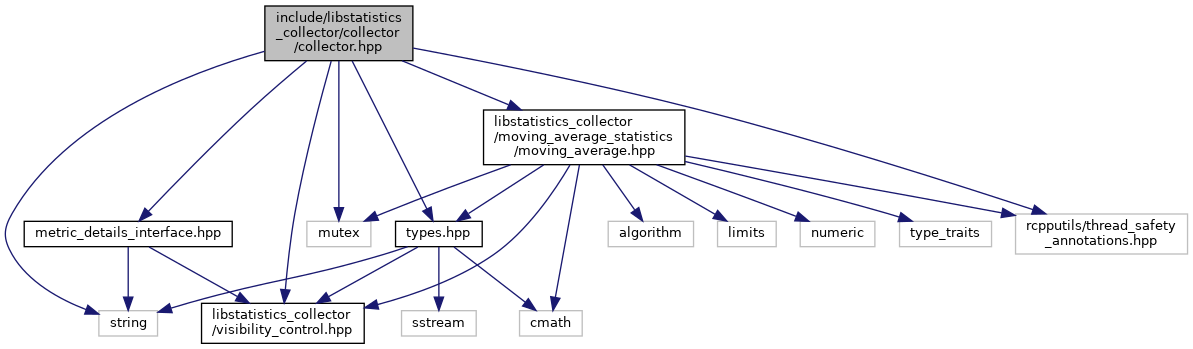 include/libstatistics
_collector/collector
/collector.hpp
libstatistics_collector
/moving_average_statistics
/moving_average.hpp
metric_details_interface.hpp
mutex
types.hpp
algorithm
limits
numeric
type_traits
rcpputils/thread_safety
_annotations.hpp
string
libstatistics_collector
/visibility_control.hpp
sstream
cmath